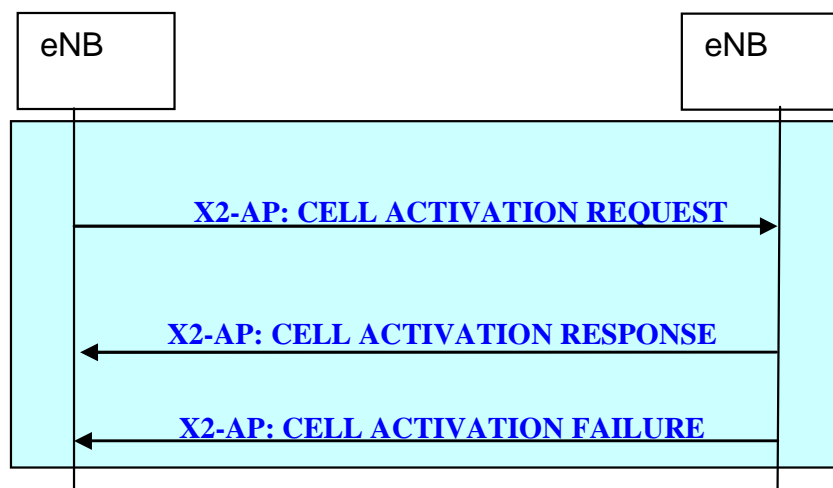 eNB
eNB
X2-AP: CELL ACTIVATION REQUEST
X2-AP: CELL ACTIVATION RESPONSE
X2-AP: CELL ACTIVATION FAILURE